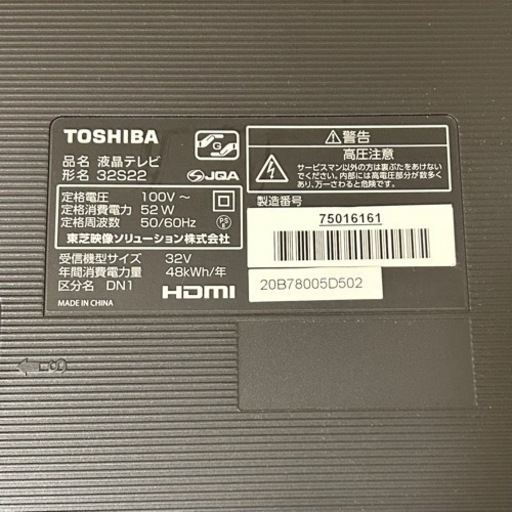 TOSHIBA
G
品名 液晶テレビ
形名 32S22
JQA
定格電圧 100V～
定格消費電力 52W
定格周波数 50/60Hz
PS
E
東芝映像ソリューション株式会社
受信機型サイズ 32V
年間消費電力量 48kWh/年
区分名 DN1
MADE IN CHINA
HDMI
警告
高圧注意
サービスマン以外の方は裏ぶたをあけない
でください。内部には高電圧部分が数多く
あり、万一さわると危険です。
製造番号
75016161
20B78005D502